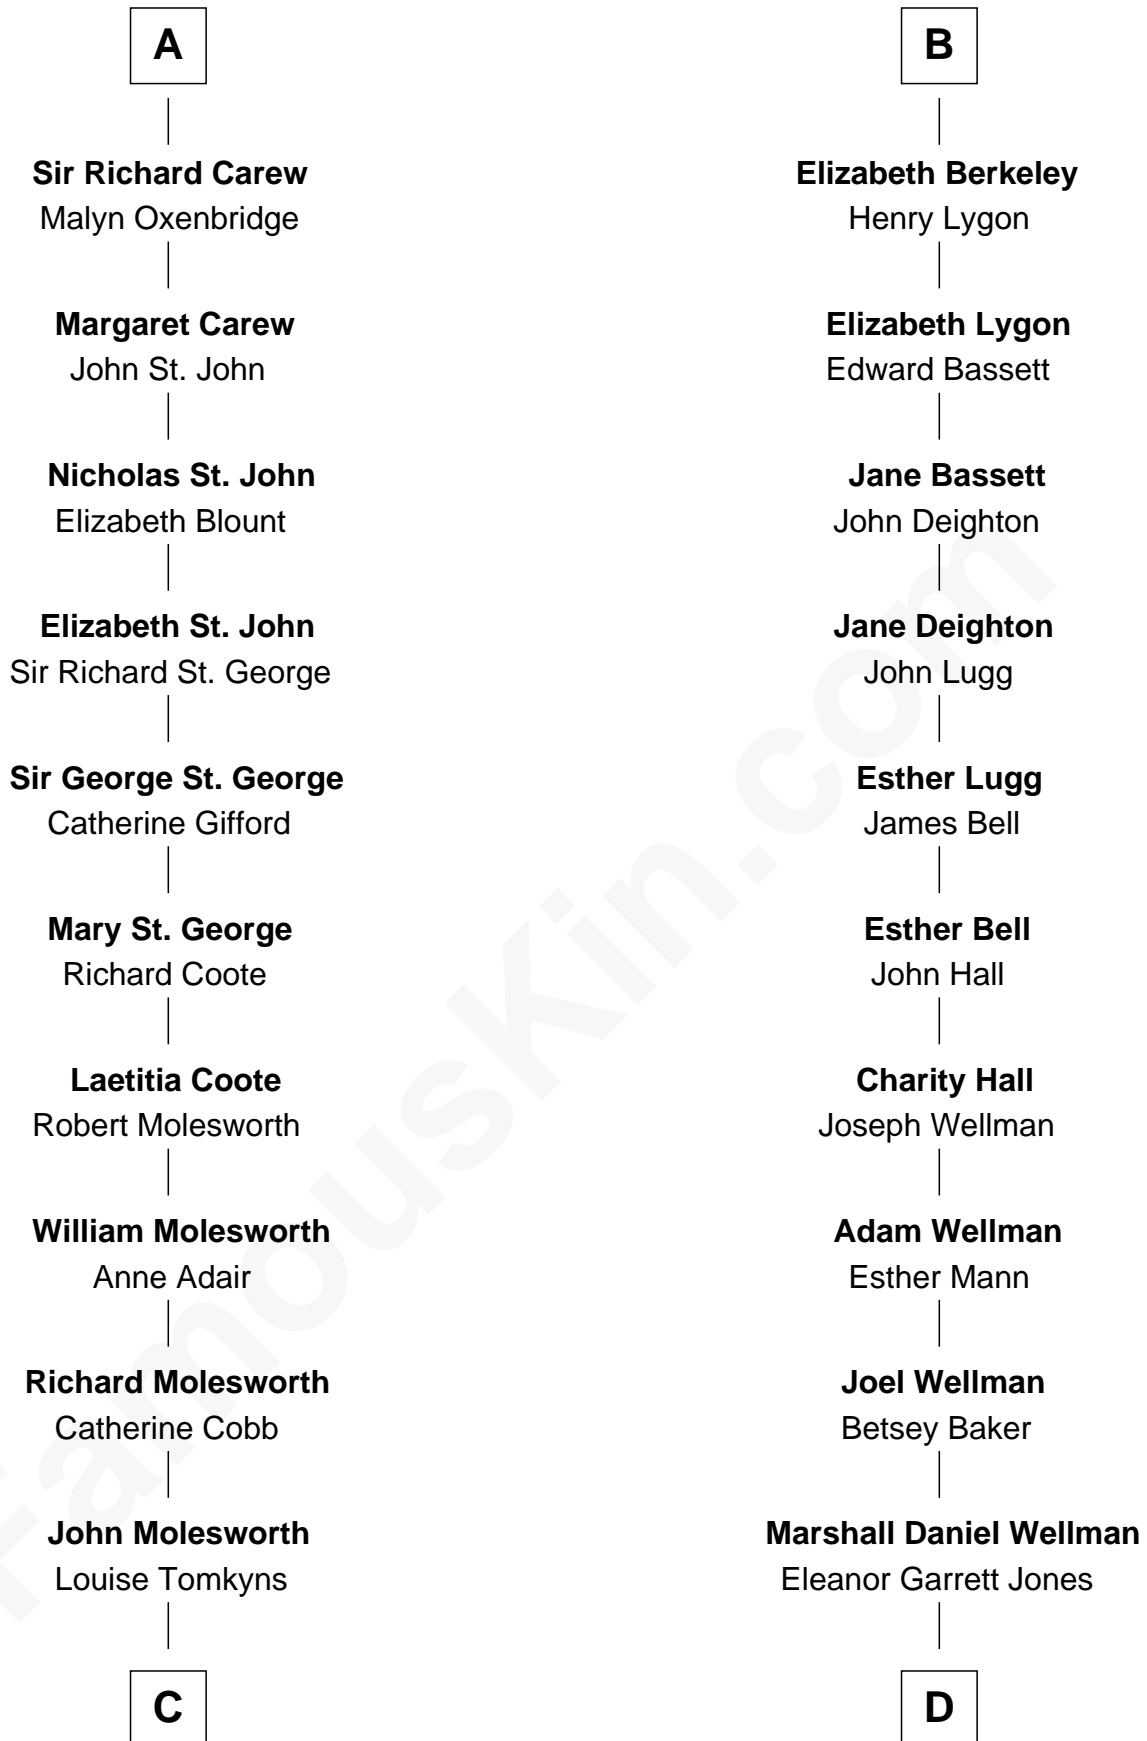 A
Sir Richard Carew
Malyn Oxenbridge
Margaret Carew
John St. John
Nicholas St. John
Elizabeth Blount
Elizabeth St. John
Sir Richard St. George
Sir George St. George
Catherine Gifford
Mary St. George
Richard Coote
Laetitia Coote
Robert Molesworth
William Molesworth
Anne Adair
Richard Molesworth
Catherine Cobb
John Molesworth
Louise Tomkyns
C
B
Elizabeth Berkeley
Henry Lygon
Elizabeth Lygon
Edward Bassett
Jane Bassett
John Deighton
Jane Deighton
John Lugg
Esther Lugg
James Bell
Esther Bell
John Hall
Charity Hall
Joseph Wellman
Adam Wellman
Esther Mann
Joel Wellman
Betsey Baker
Marshall Daniel Wellman
Eleanor Garrett Jones
D
FamousKin.com